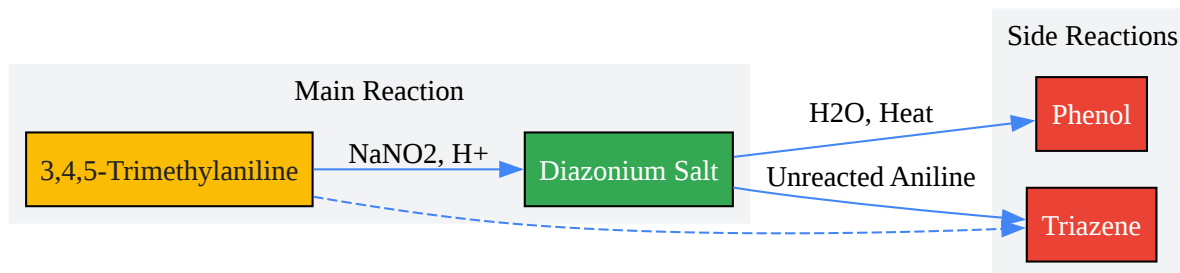 Side Reactions
Main Reaction
H2O, Heat
Phenol
NaNO2, H+
3,4,5-Trimethylaniline
Diazonium Salt
Unreacted Aniline
Triazene